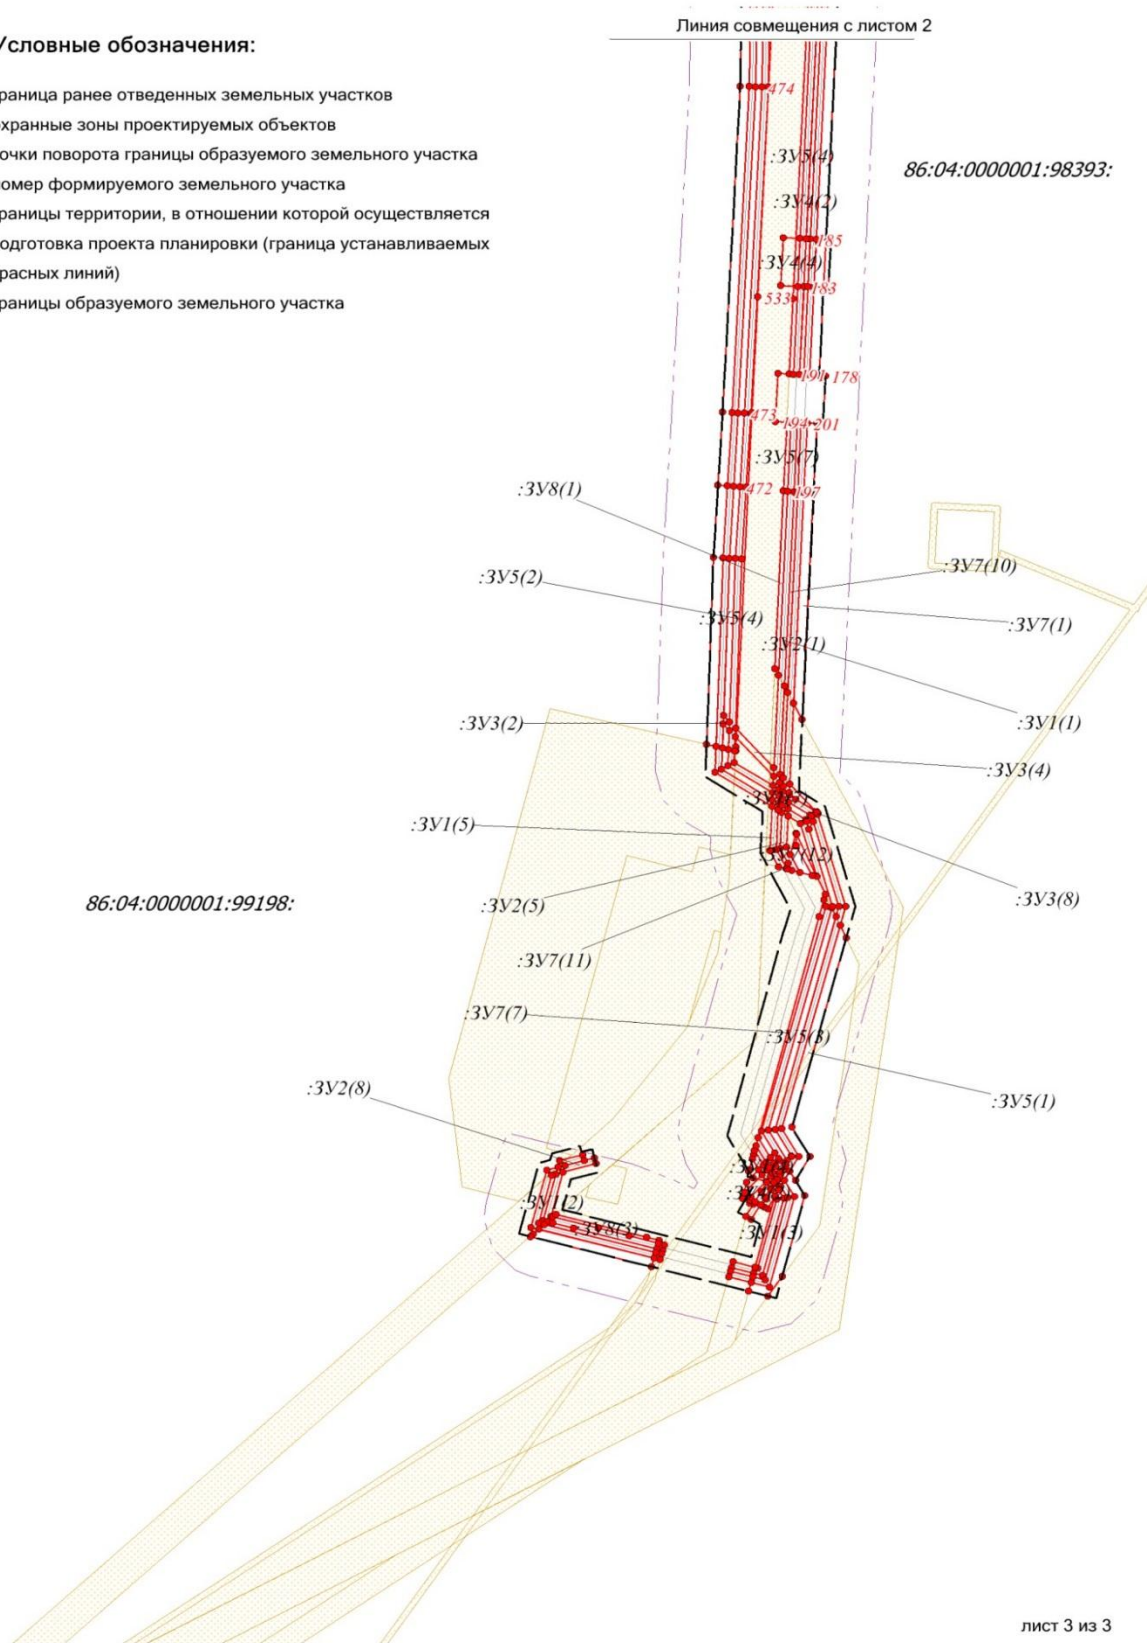 Линия совмещения с листом 2
Условные обозначения:
раница ранее отведенных земельных участков
охранные зоны проектируемых объектов
очки поворота границы образуемого земельного участка
номер формируемого земельного участка
раницы территории, в отношении которой осуществляется
подготовка проекта планировки (граница устанавливаемых
расных линий)
раницы образуемого земельного участка
474
:ЗУ5(4)
86:04:0000001:98393:
:ЗУ4(2)
185
:ЗУ4(4)
183
533
191 178
473
194 201
:ЗУ5(7)
:ЗУ8(1)
472
197
:ЗУ7(10)
:ЗУ5(2)
:ЗУ5(4)
:ЗУ7(1)
:ЗУ2(1)
:ЗУ3(2)
:ЗУ1(1)
:ЗУ3(4)
:ЗУ1(5)
:ЗУ7(12)
86:04:0000001:99198:
:ЗУ2(5)
:ЗУ3(8)
:ЗУ7(11)
:ЗУ7(7)
:ЗУ5(3)
:ЗУ2(8)
:ЗУ5(1)
:ЗУ1(2)
:ЗУ8(3)
:ЗУ1(3)
лист 3 из 3